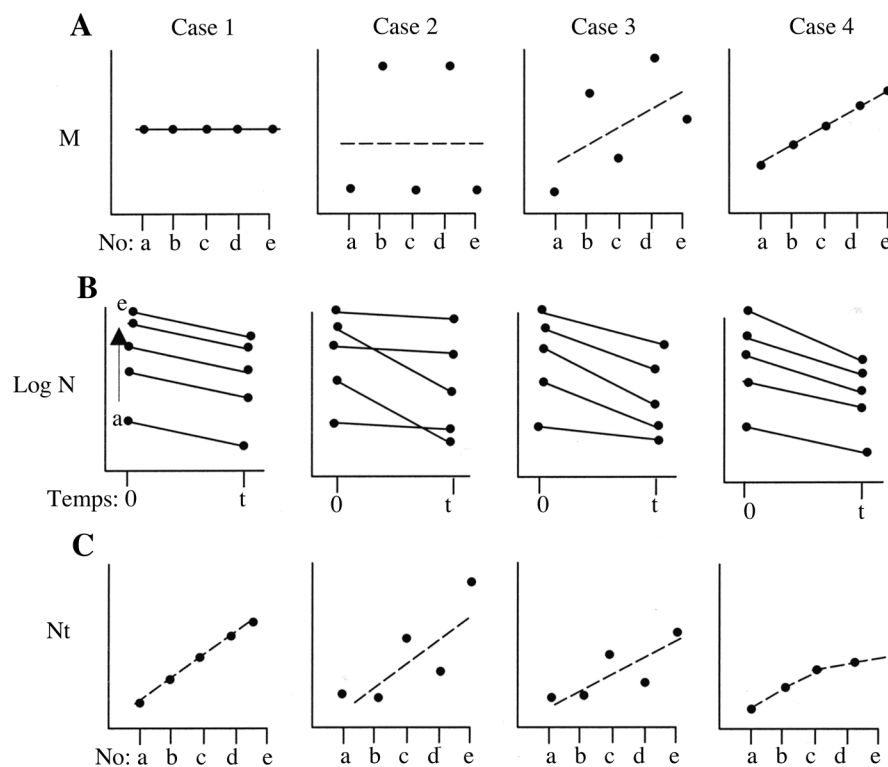 A Case 1 Case 2 Case 3 Case 4
M
No: a b c d e a b c d e a b c d e a b c d e
B
e
Log N
a
Temps: 0 t 0 t 0 t 0 t
C
Nt
No: a b c d e a b c d e a b c d e a b c d e